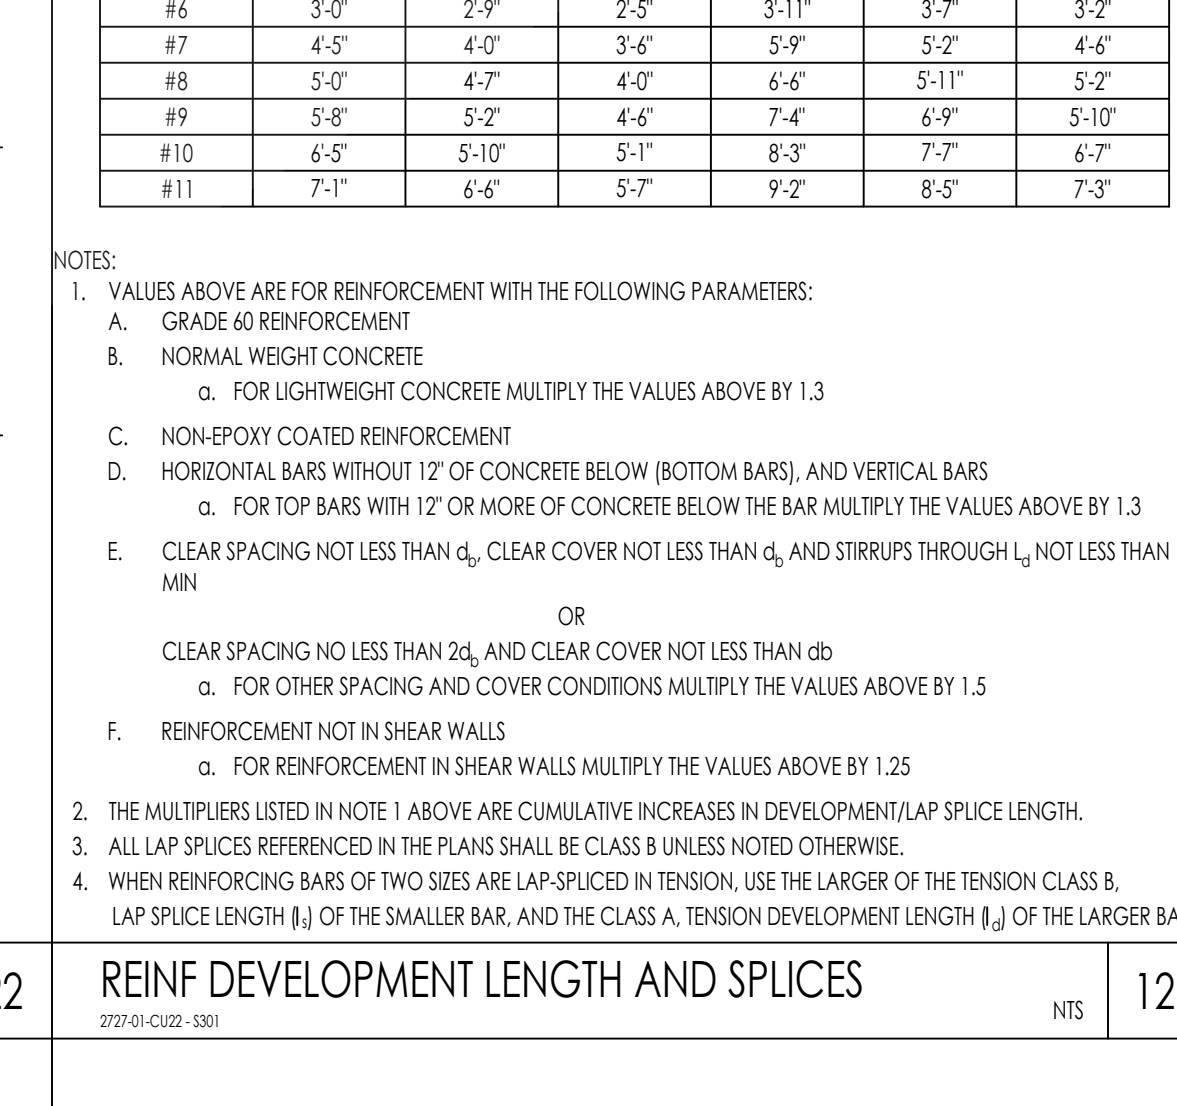 #6 3'-0" 2'-9" 2'-5" 3'-11" 3'-7" 3'-2"
#7 4'-5" 4'-0" 3'-6" 5'-9" 5'-2" 4'-6"
#8 5'-0" 4'-7" 4'-0" 6'-6" 5'-11" 5'-2"
#9 5'-8" 5'-2" 4'-6" 7'-4" 6'-9" 5'-10"
#10 6'-5" 5'-10" 5'-1" 8'-3" 7'-7" 6'-7"
#11 7'-1" 6'-6" 5'-7" 9'-2" 8'-5" 7'-3"
NOTES:
1. VALUES ABOVE ARE FOR REINFORCEMENT WITH THE FOLLOWING PARAMETERS:
A. GRADE 60 REINFORCEMENT
B. NORMAL WEIGHT CONCRETE
a. FOR LIGHTWEIGHT CONCRETE MULTIPLY THE VALUES ABOVE BY 1.3
C. NON-EPOXY COATED REINFORCEMENT
D. HORIZONTAL BARS WITHOUT 12" OF CONCRETE BELOW (BOTTOM BARS), AND VERTICAL BARS
a. FOR TOP BARS WITH 12" OR MORE OF CONCRETE BELOW THE BAR MULTIPLY THE VALUES ABOVE BY 1.3
E. CLEAR SPACING NOT LESS THAN db, CLEAR COVER NOT LESS THAN db AND STIRRUPS THROUGH Ld NOT LESS THAN
MIN
OR
CLEAR SPACING NO LESS THAN 2db AND CLEAR COVER NOT LESS THAN db
a. FOR OTHER SPACING AND COVER CONDITIONS MULTIPLY THE VALUES ABOVE BY 1.5
F. REINFORCEMENT NOT IN SHEAR WALLS
a. FOR REINFORCEMENT IN SHEAR WALLS MULTIPLY THE VALUES ABOVE BY 1.25
2. THE MULTIPLIERS LISTED IN NOTE 1 ABOVE ARE CUMULATIVE INCREASES IN DEVELOPMENT/LAP SPLICE LENGTH.
3. ALL LAP SPLICES REFERENCED IN THE PLANS SHALL BE CLASS B UNLESS NOTED OTHERWISE.
4. WHEN REINFORCING BARS OF TWO SIZES ARE LAP-SPLICED IN TENSION, USE THE LARGER OF THE TENSION CLASS B,
LAP SPLICE LENGTH (ls) OF THE SMALLER BAR, AND THE CLASS A, TENSION DEVELOPMENT LENGTH (ld) OF THE LARGER
REINF DEVELOPMENT LENGTH AND SPLICES
2727-01-CU22 - S301
NTS
12